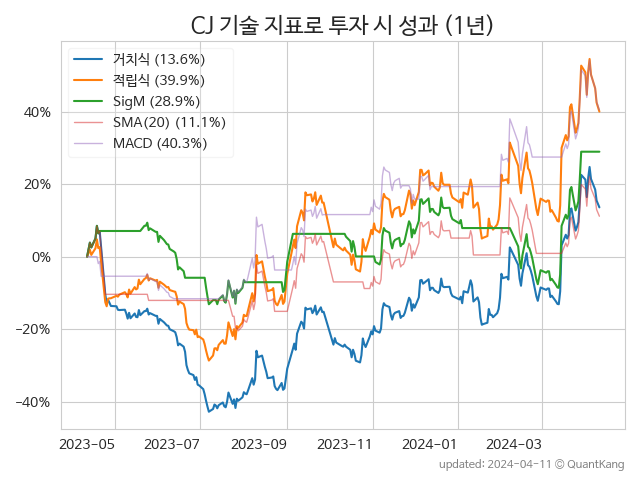 CJ 기술 지표로 투자 시 성과 (1년)
거치식 (13.6%)
적립식 (39.9%)
SigM (28.9%)
SMA(20) (11.1%)
MACD (40.3%)
40%
20%
0%
−20%
−40%
2023-05 2023-07 2023-09 2023-11 2024-01 2024-03
updated: 2024-04-11 © QuantKang